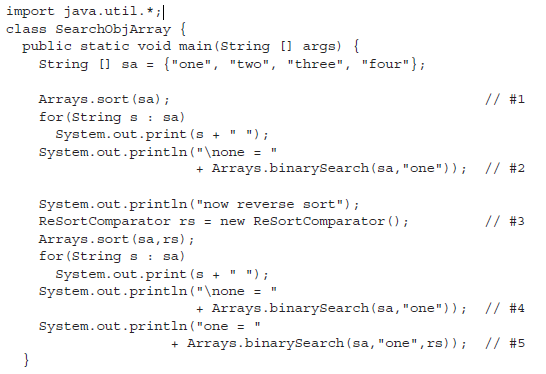 import java.util.*;
class SearchObjArray {
  public static void main(String [] args) {
    String [] sa = {"one", "two", "three", "four"};

    Arrays.sort(sa);                                    // #1
    for(String s : sa)
      System.out.print(s + " ");
    System.out.println("\none = "
                       + Arrays.binarySearch(sa,"one"));  // #2

    System.out.println("now reverse sort");
    ReSortComparator rs = new ReSortComparator();         // #3
    Arrays.sort(sa,rs);
    for(String s : sa)
      System.out.print(s + " ");
    System.out.println("\none = "
                       + Arrays.binarySearch(sa,"one"));  // #4
    System.out.println("one = "
                    + Arrays.binarySearch(sa,"one",rs));  // #5
  }